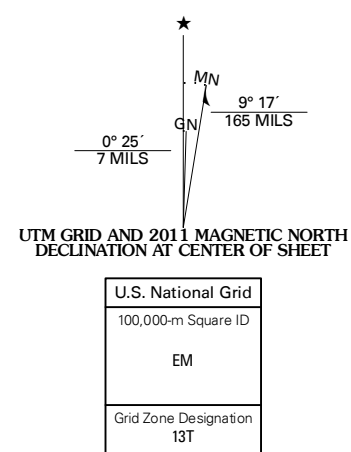 MN
9° 17´
165 MILS
GN
0° 25´
7 MILS
UTM GRID AND 2011 MAGNETIC NORTH
DECLINATION AT CENTER OF SHEET
U.S. National Grid
100,000-m Square ID
EM
Grid Zone Designation
13T